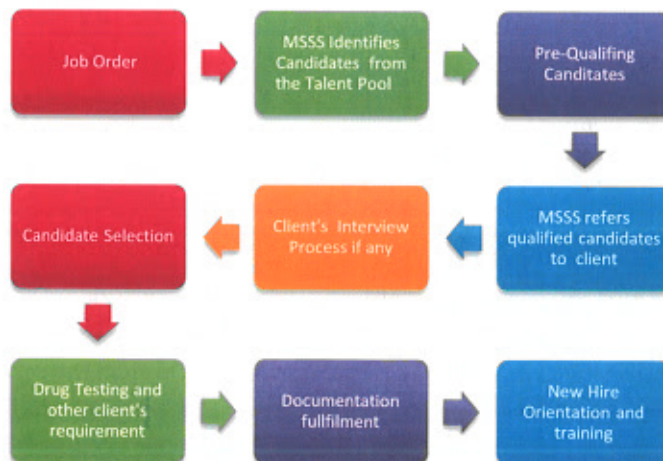 Job Order
MSSS Identifies
Candidates from
the Talent Pool
Pre-Qualifing
Canditates
MSSS refers
qualified candidates
to client
Client's Interview
Process if any
Candidate Selection
Drug Testing and
other client's
requirement
Documentation
fullfilment
New Hire
Orientation and
training